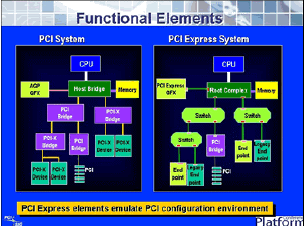 Functional Elements
PCI System
PCI Express System
CPU
AGP
GFX
Host Bridge
Memory
PCI
Bridge
PCI-X
Bridge
PCI-X
Bridge
PCI
Bridge
PCI-X
Device
PCI-X
Device
PCI-X
Device
PCI-X
Device
PCI
CPU
PCI Express
GFX
Root Complex
Memory
Switch
Switch
Switch
End
point
PCI
Bridge
End
point
Legacy
End
point
End
point
Legacy
End
point
PCI
PCI Express elements emulate PCI configuration environment
Platform